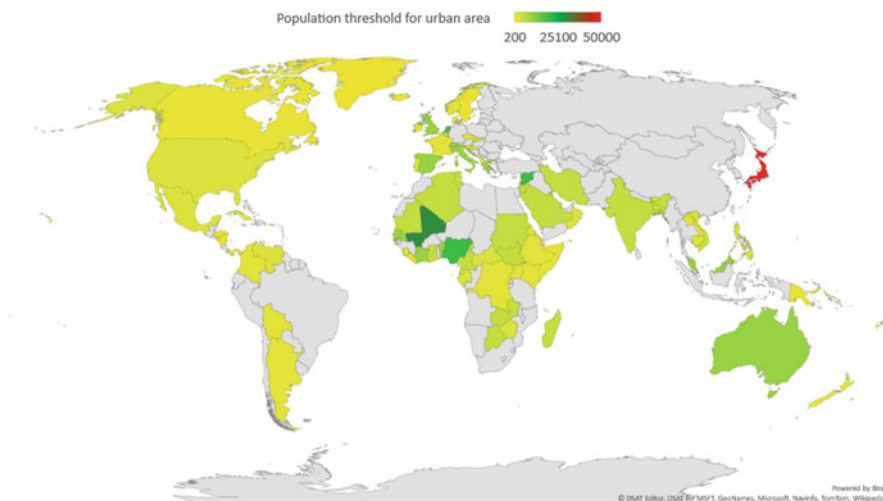 Population threshold for urban area
200 25100 50000
Powered by Bing
© DSAT Editor, DSAT for MSFT, GeoNames, Microsoft, Navinfo, TomTom, Wikipedia